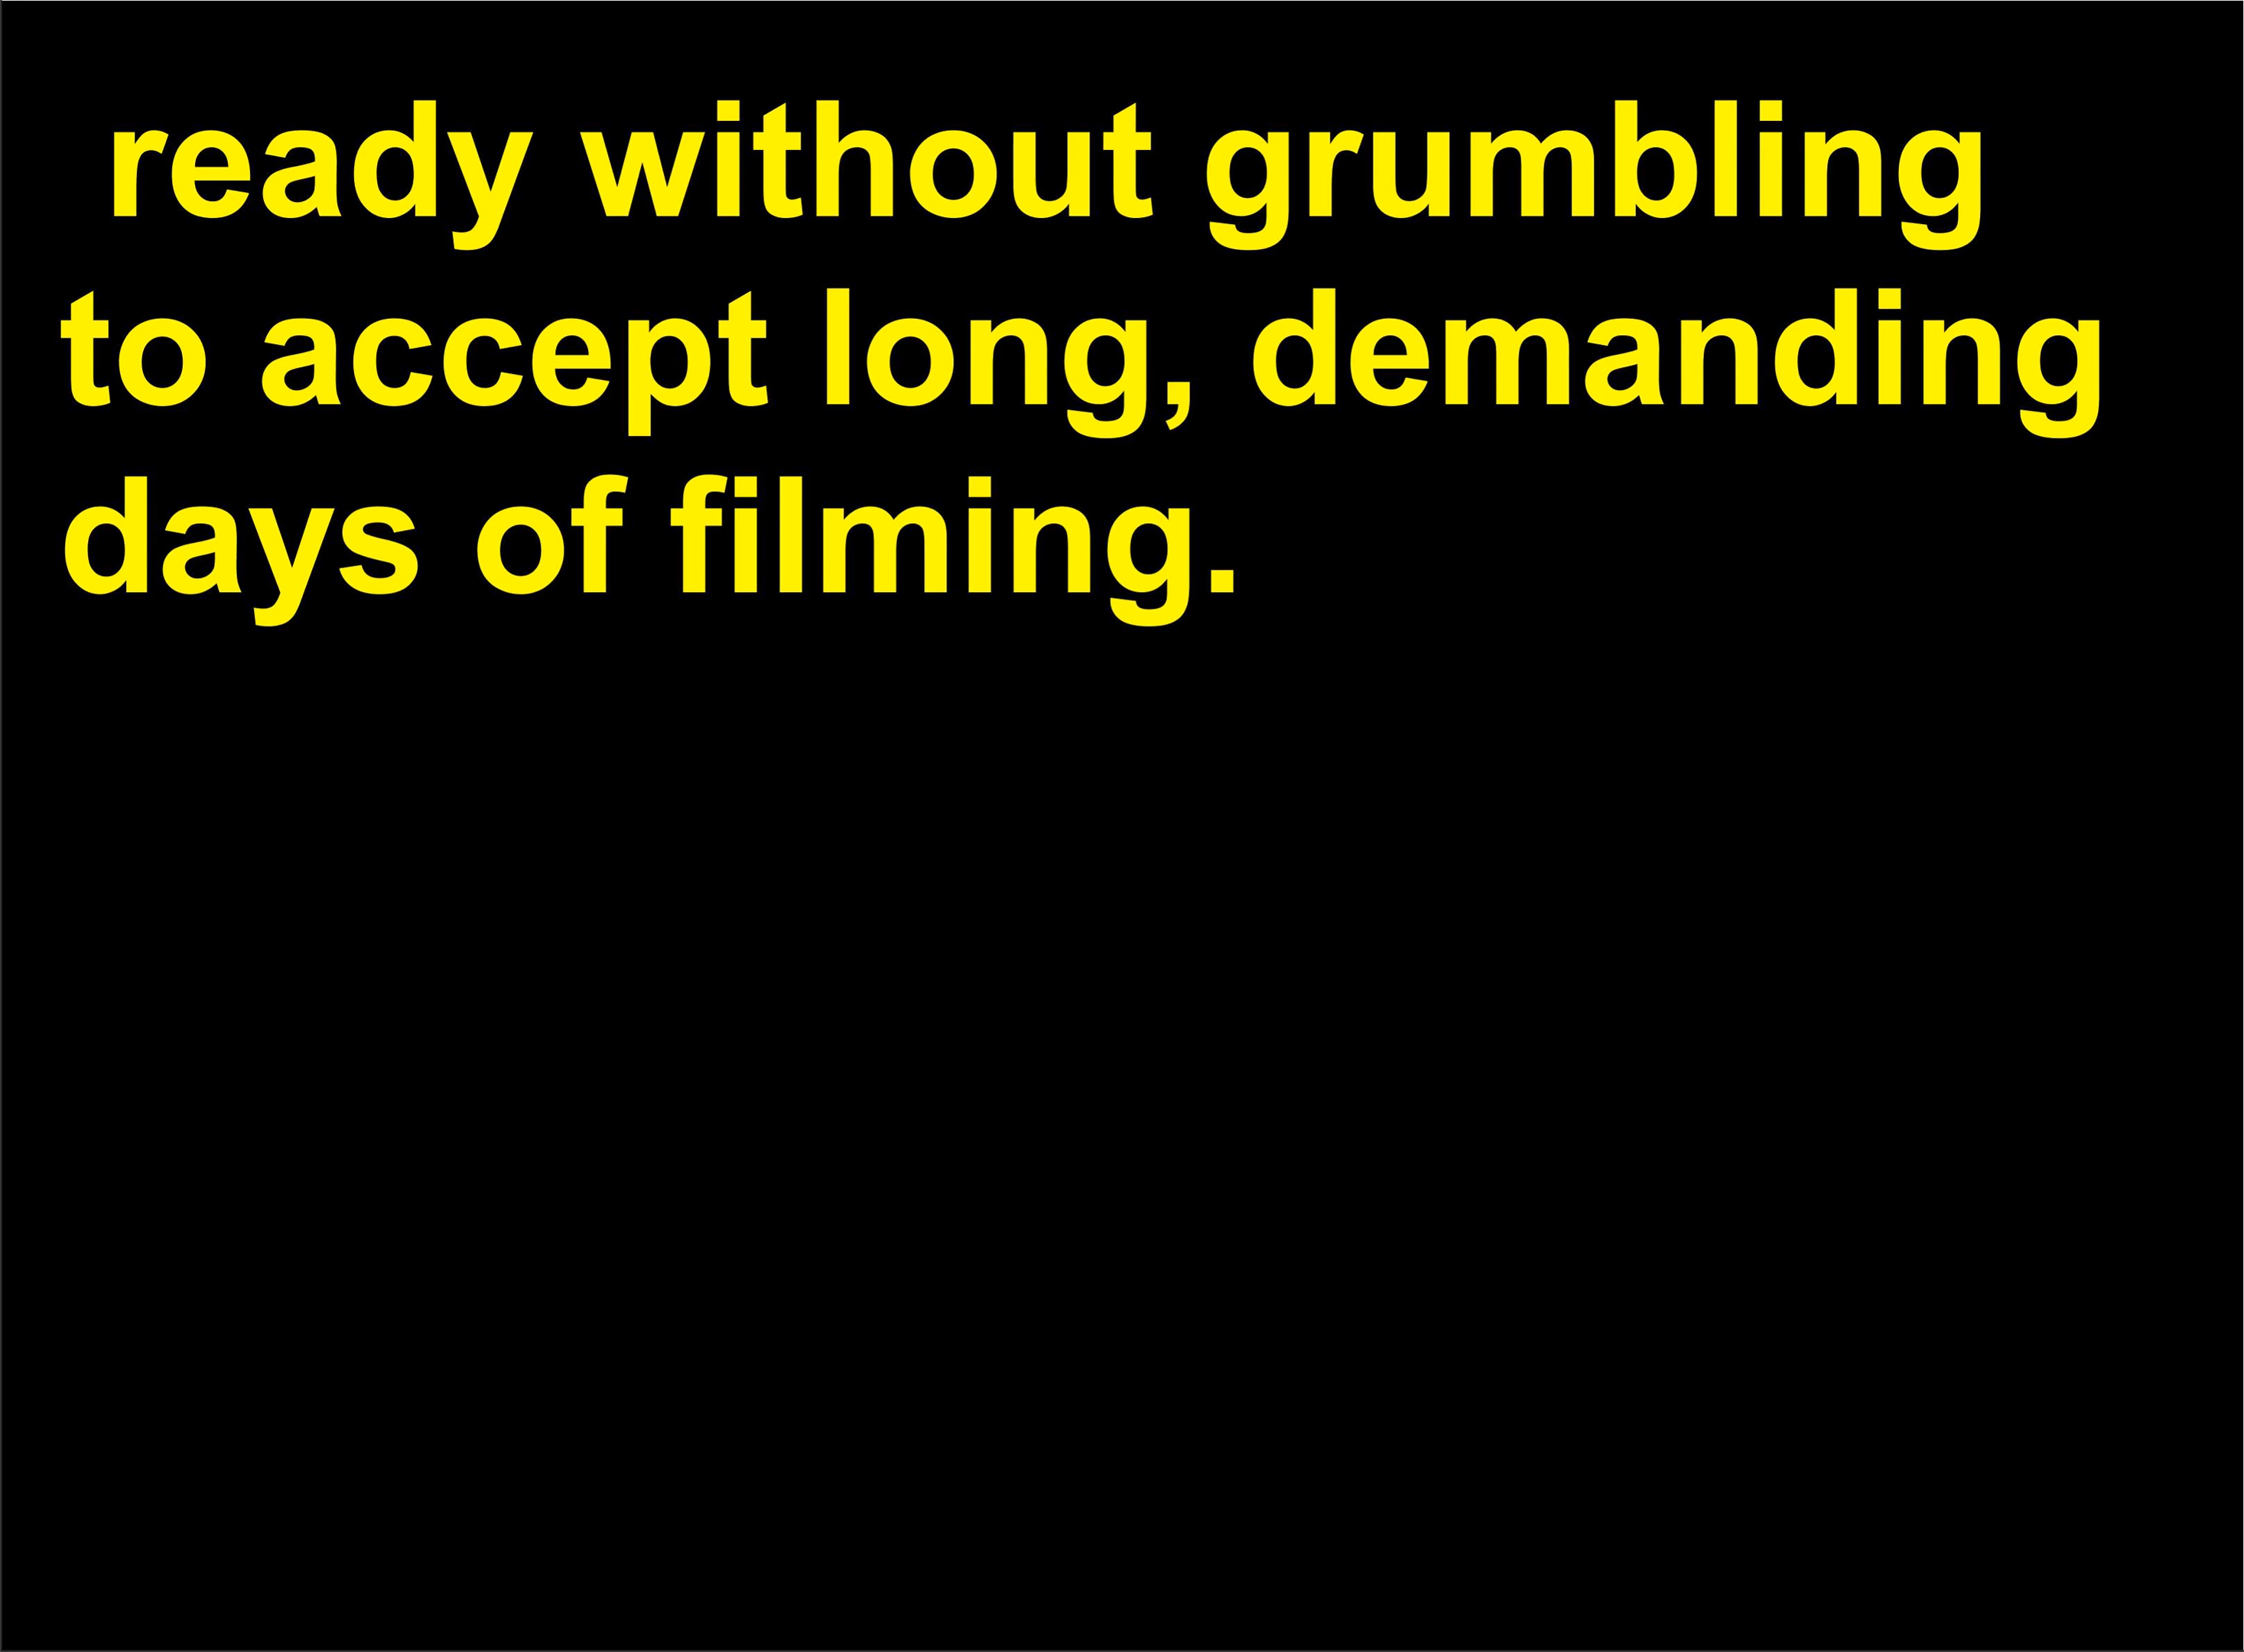 ready without grumbling
to accept long, demanding
days of filming.